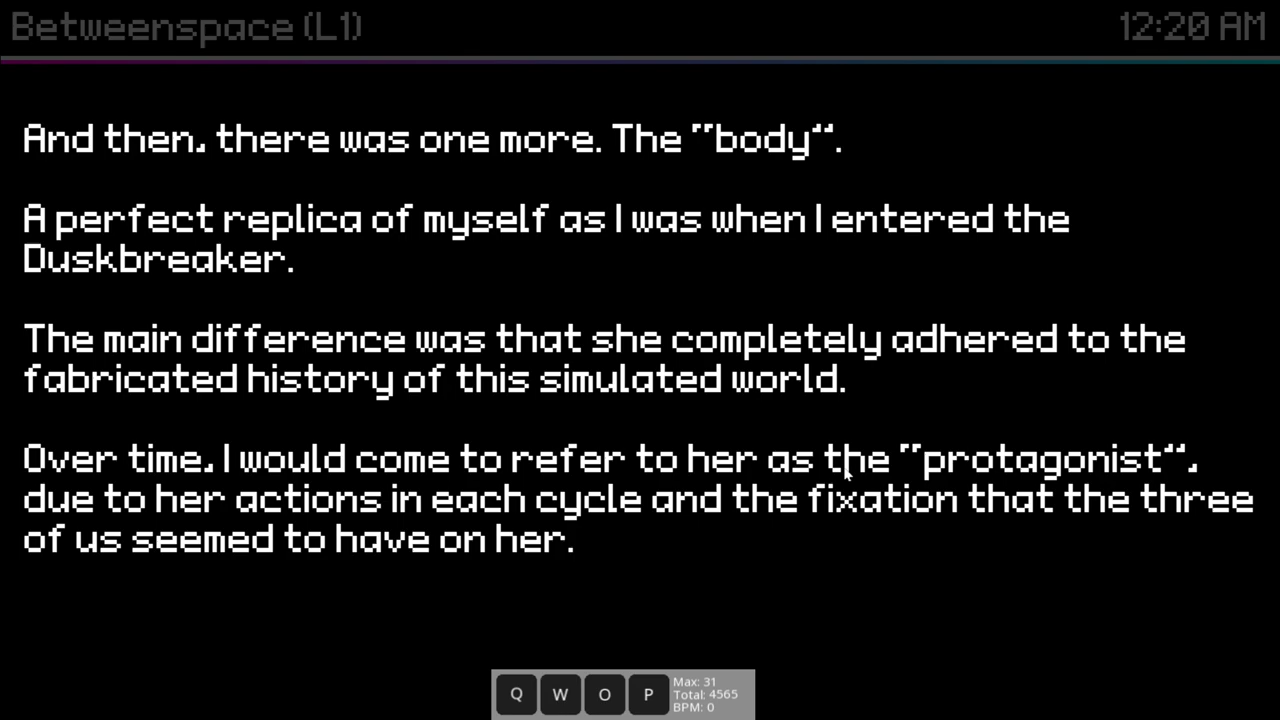 Betweenspace (L1)
12:20 AM
And then, there was one more. The "body".
A perfect replica of myself as I was when I entered the
Duskbreaker.
The main difference was that she completely adhered to the
fabricated history of this simulated world.
Over time, I would come to refer to her as the "protagonist",
due to her actions in each cycle and the fixation that the three
of us seemed to have on her.
Q W O P
Max: 31
Total: 4565
BPM: 0